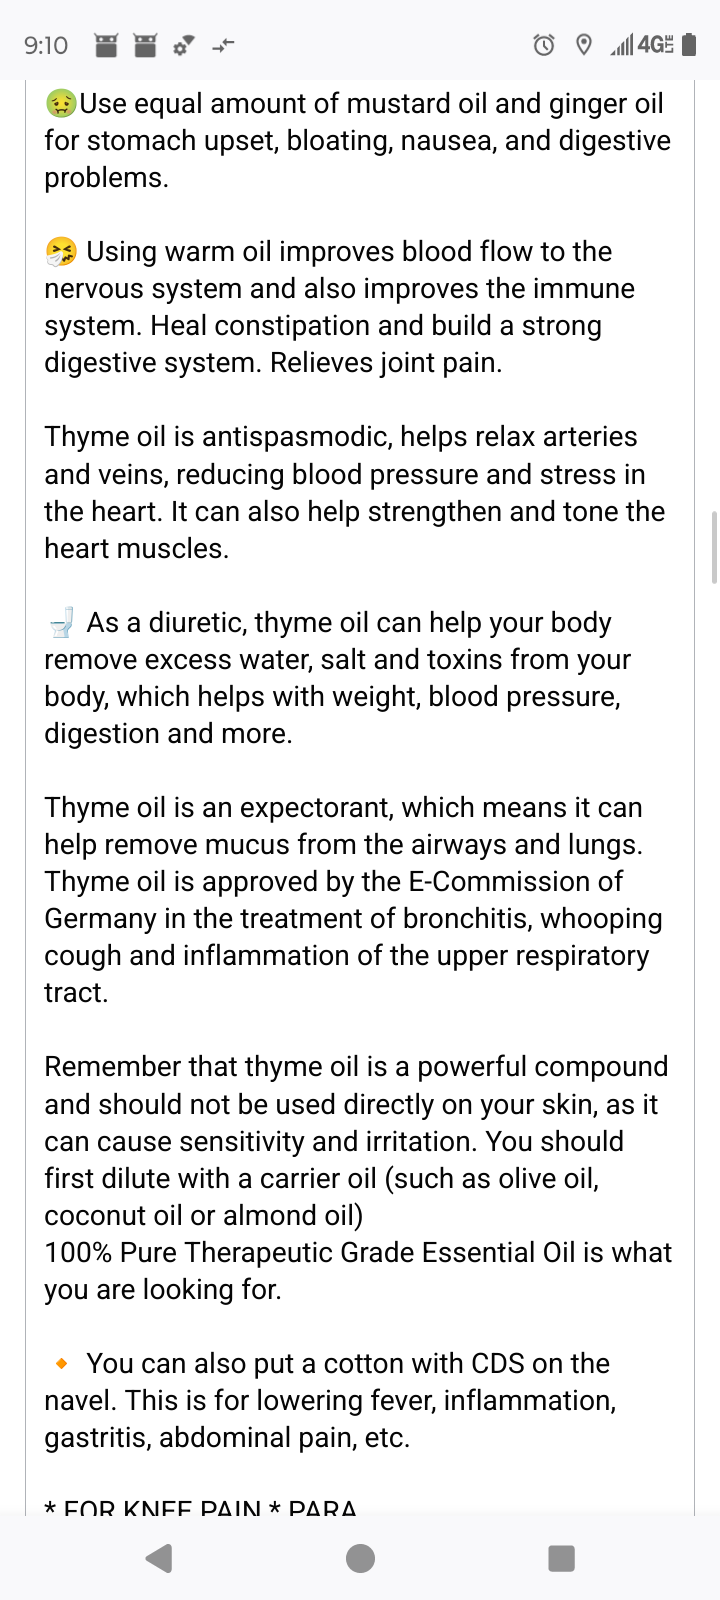 9:10
4G LTE
🤢Use equal amount of mustard oil and ginger oil
for stomach upset, bloating, nausea, and digestive
problems.
🤧 Using warm oil improves blood flow to the
nervous system and also improves the immune
system. Heal constipation and build a strong
digestive system. Relieves joint pain.
Thyme oil is antispasmodic, helps relax arteries
and veins, reducing blood pressure and stress in
the heart. It can also help strengthen and tone the
heart muscles.
🚽 As a diuretic, thyme oil can help your body
remove excess water, salt and toxins from your
body, which helps with weight, blood pressure,
digestion and more.
Thyme oil is an expectorant, which means it can
help remove mucus from the airways and lungs.
Thyme oil is approved by the E-Commission of
Germany in the treatment of bronchitis, whooping
cough and inflammation of the upper respiratory
tract.
Remember that thyme oil is a powerful compound
and should not be used directly on your skin, as it
can cause sensitivity and irritation. You should
first dilute with a carrier oil (such as olive oil,
coconut oil or almond oil)
100% Pure Therapeutic Grade Essential Oil is what
you are looking for.
🔸 You can also put a cotton with CDS on the
navel. This is for lowering fever, inflammation,
gastritis, abdominal pain, etc.
* FOR KNEE PAIN * PARA